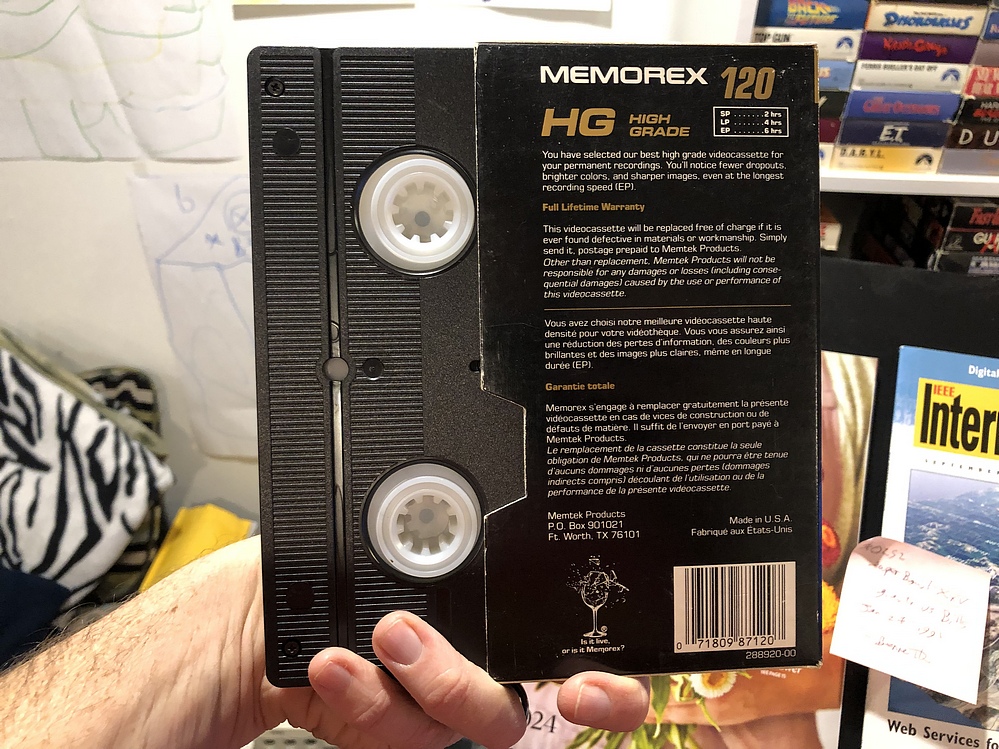 MEMOREX 120
HG HIGH
GRADE
SP ....... 2 hrs
LP ....... 4 hrs
EP ....... 6 hrs
You have selected our best high grade videocassette for
your permanent recordings. You'll notice fewer dropouts,
brighter colors, and sharper images, even at the longest
recording speed (EP).
Full Lifetime Warranty
This videocassette will be replaced free of charge if it is
ever found defective in materials or workmanship. Simply
send it, postage prepaid to Memtek Products.
Other than replacement, Memtek Products will not be
responsible for any damages or losses (including conse-
quential damages) caused by the use or performance of
this videocassette.
Vous avez choisi notre meilleure vidéocassette haute
densité pour votre vidéothèque. Vous vous assurez ainsi
une réduction des pertes d'information, des couleurs plus
brillantes et des images plus claires, même en longue
durée (EP).
Garantie totale
Memorex s'engage à remplacer gratuitement la présente
vidéocassette en cas de vices de construction ou de
défauts de matière. Il suffit de l'envoyer en port payé à
Memtek Products.
Le remplacement de la cassette constitue la seule
obligation de Memtek Products, qui ne pourra être tenue
d'aucuns dommages ni d'aucunes pertes (dommages
indirects compris) découlant de l'utilisation ou de la
performance de la présente vidéocassette.
Memtek Products
P.O. Box 901021
Ft. Worth, TX 76101
Made in U.S.A.
Fabriqué aux États-Unis
Is it live,
or is it Memorex?
0 71809 87120
288920-00
BACK
TOP GUN
FERRIS BUELLER'S DAY OFF
E.T.
D.A.R.Y.L.
DU
Digital
IEEE
Intern
SEPTEMBER
Web Services fo
024